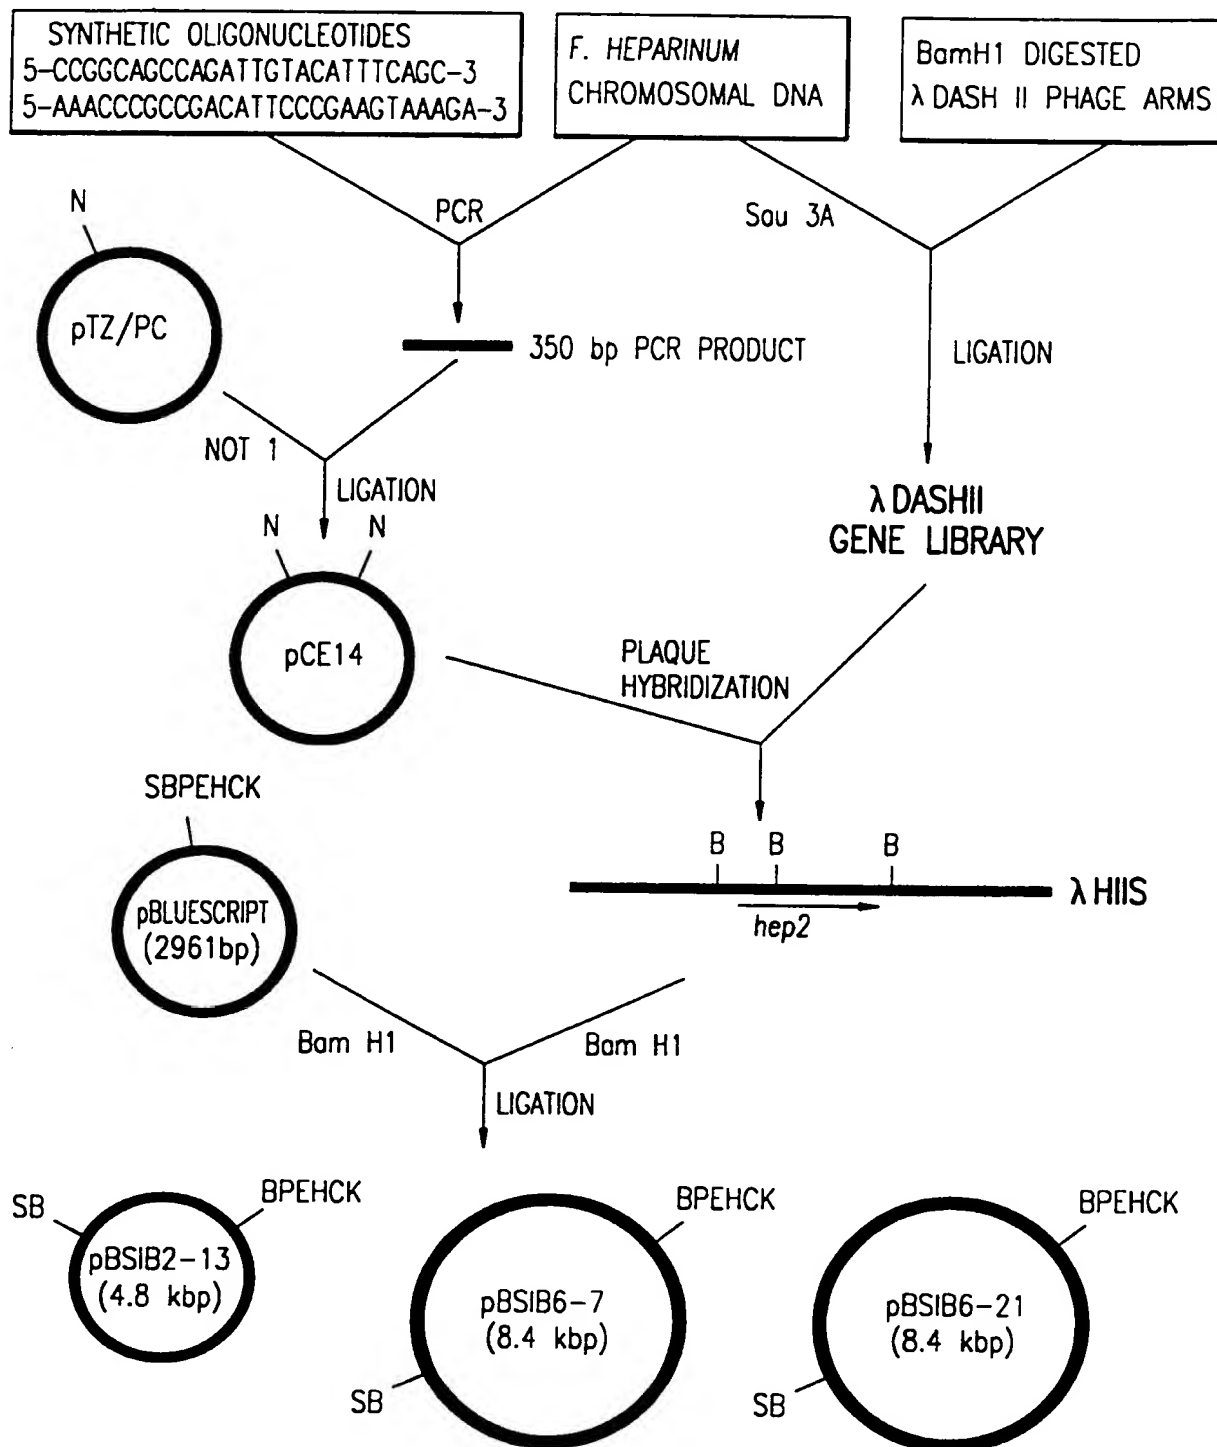 SYNTHETIC OLIGONUCLEOTIDES
5-CCGGCAGCCAGATTGTACATTTCAGC-3
5-AAACCCGCCGACATTCCCGAAGTAAAGA-3
F. HEPARINUM
CHROMOSOMAL DNA
BamH1 DIGESTED
λ DASH II PHAGE ARMS
N
PCR
Sau 3A
pTZ/PC
350 bp PCR PRODUCT
LIGATION
NOT 1
LIGATION
N N
λ DASHII
GENE LIBRARY
pCE14
PLAQUE
HYBRIDIZATION
SBPEHCK
B B B
λ HIIS
hep2
pBLUESCRIPT
(2961bp)
Bam H1
Bam H1
LIGATION
SB
BPEHCK
pBSIB2-13
(4.8 kbp)
BPEHCK
pBSIB6-7
(8.4 kbp)
SB
BPEHCK
pBSIB6-21
(8.4 kbp)
SB